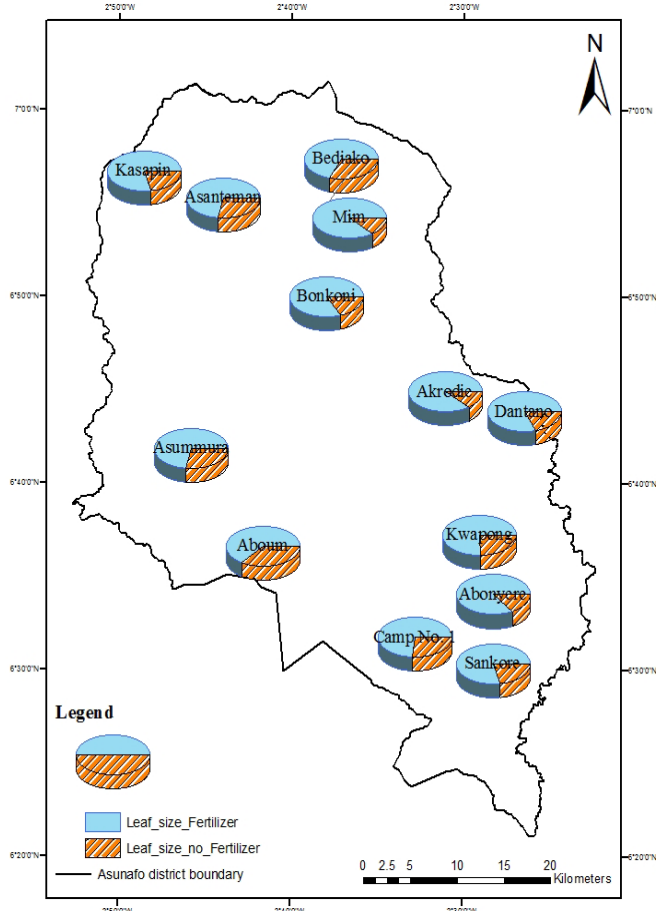 2°50'0"W 2°40'0"W 2°30'0"W
N
7°0'0"N 7°0'0"N
Bediako
Kasapin
Asanteman
Mim
6°50'0"N Bonkoni 6°50'0"N
Akrodie
Dantano
Asummura
6°40'0"N 6°40'0"N
Kwapong
Aboum
Abonyere
Camp No. 1
Sankore
6°30'0"N 6°30'0"N
Legend
Leaf_size_Fertilizer
Leaf_size_no_Fertilizer
Asunafo district boundary
0 2.5 5 10 15 20
Kilometers
6°20'0"N 6°20'0"N